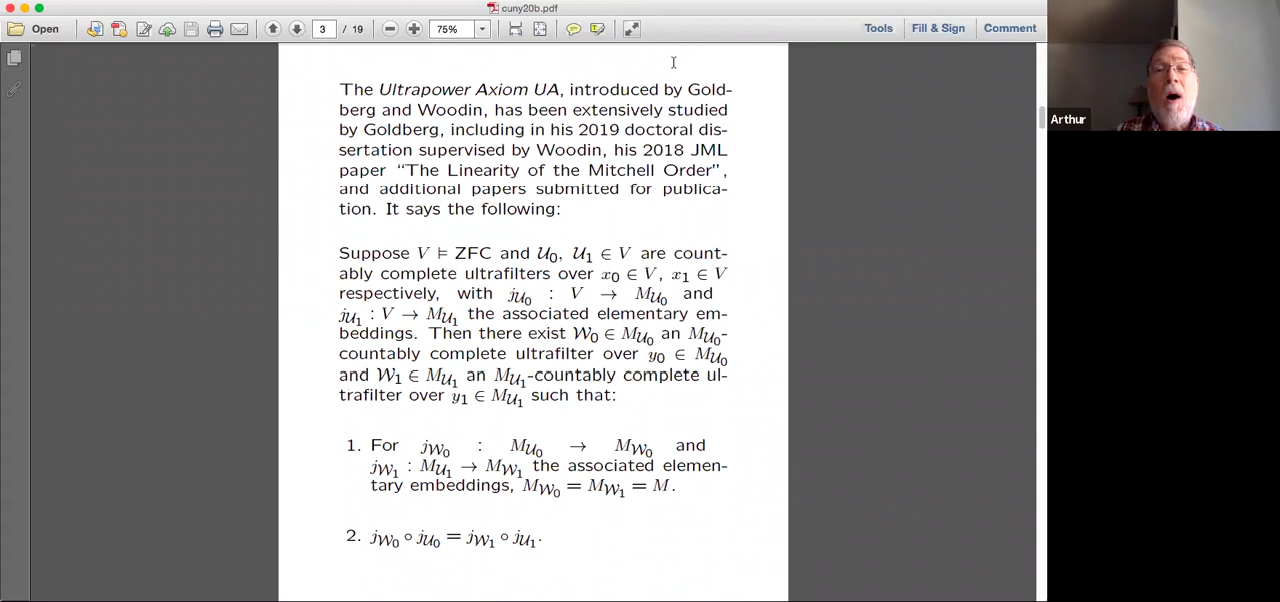 cuny20b.pdf
Open
3 / 19
75%
Tools
Fill & Sign
Comment
The Ultrapower Axiom UA, introduced by Gold-
berg and Woodin, has been extensively studied
by Goldberg, including in his 2019 doctoral dis-
sertation supervised by Woodin, his 2018 JML
paper “The Linearity of the Mitchell Order”,
and additional papers submitted for publica-
tion. It says the following:
Suppose V ⊨ ZFC and 𝒰₀, 𝒰₁ ∈ V are count-
ably complete ultrafilters over x₀ ∈ V, x₁ ∈ V
respectively, with j𝒰₀ : V → M𝒰₀ and
j𝒰₁ : V → M𝒰₁ the associated elementary em-
beddings. Then there exist 𝒲₀ ∈ M𝒰₀ an M𝒰₀-
countably complete ultrafilter over y₀ ∈ M𝒰₀
and 𝒲₁ ∈ M𝒰₁ an M𝒰₁-countably complete ul-
trafilter over y₁ ∈ M𝒰₁ such that:
1. For j𝒲₀ : M𝒰₀ → M𝒲₀ and
j𝒲₁ : M𝒰₁ → M𝒲₁ the associated elemen-
tary embeddings, M𝒲₀ = M𝒲₁ = M.
2. j𝒲₀ ∘ j𝒰₀ = j𝒲₁ ∘ j𝒰₁.
Arthur